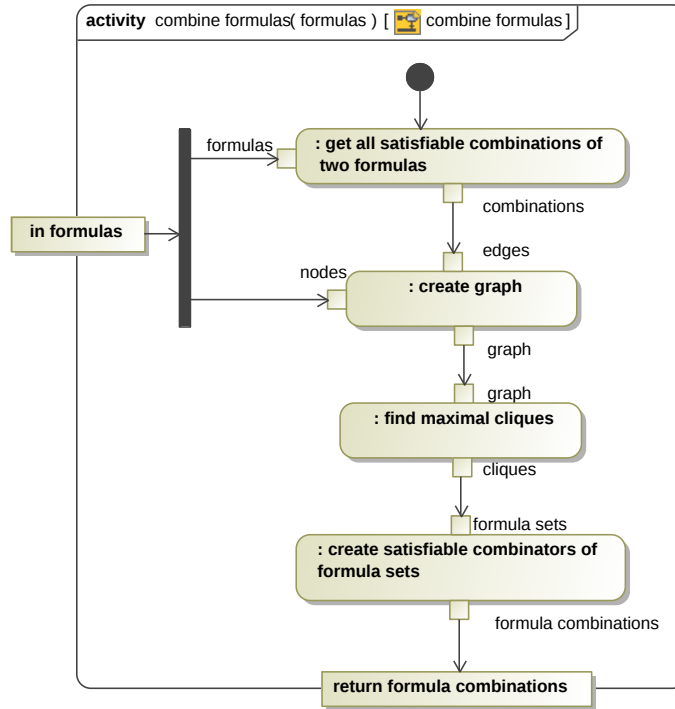 activity combine formulas( formulas ) [ combine formulas ]
formulas
: get all satisfiable combinations of
two formulas
combinations
in formulas
edges
nodes
: create graph
graph
graph
: find maximal cliques
cliques
formula sets
: create satisfiable combinators of
formula sets
formula combinations
return formula combinations